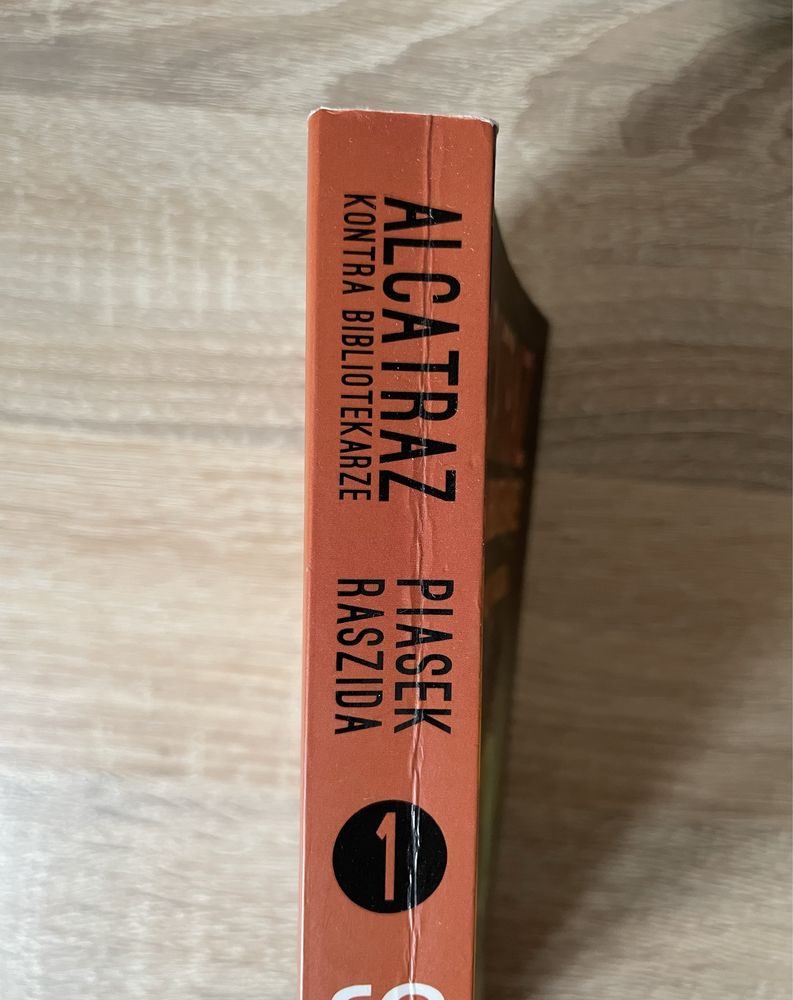 ALCATRAZ
KONTRA BIBLIOTEKARZE
PIASEK
RASZIDA
1